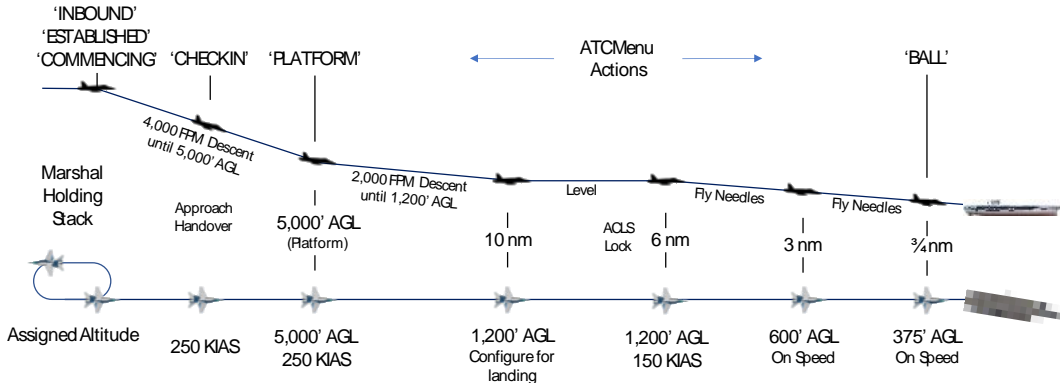 'INBOUND'
'ESTABLISHED'
'COMMENCING'
'CHECKIN'
'PLATFORM'
ATCMenu
Actions
'BALL'
4,000 FPM Descent
until 5,000' AGL
2,000 FPM Descent
until 1,200' AGL
Level
Fly Needles
Fly Needles
Marshal
Holding
Stack
Approach
Handover
5,000' AGL
(Platform)
10 nm
ACLS
Lock
6 nm
3 nm
¾ nm
Assigned Altitude
250 KIAS
5,000' AGL
250 KIAS
1,200' AGL
Configure for
landing
1,200' AGL
150 KIAS
600' AGL
On Speed
375' AGL
On Speed